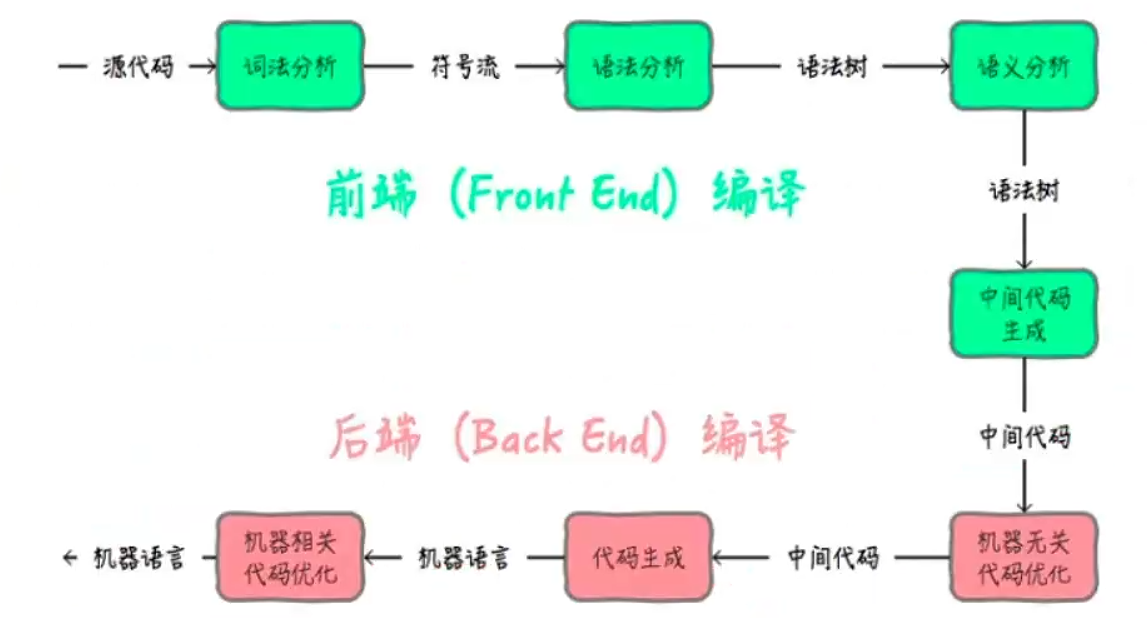 源代码
词法分析
符号流
语法分析
语法树
语义分析
前端（Front End）编译
语法树
中间代码
生成
后端（Back End）编译
中间代码
机器语言
机器相关
代码优化
机器语言
代码生成
中间代码
机器无关
代码优化